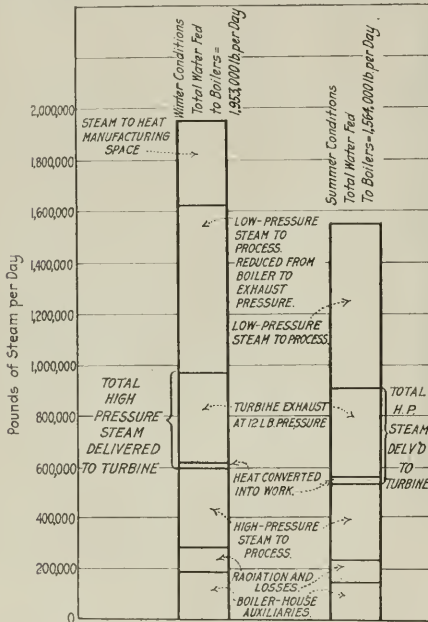 Winter Conditions
Total Water Fed
to Boilers =
1,953,000 lb. per Day
Summer Conditions
Total Water Fed
To Boilers = 1,564,000 lb. per Day.
Pounds of Steam per Day
2,000,000
1,800,000
1,600,000
1,400,000
1,200,000
1,000,000
800,000
600,000
400,000
200,000
0
STEAM TO HEAT
MANUFACTURING
SPACE
LOW-PRESSURE
STEAM TO
PROCESS.
REDUCED FROM
BOILER TO
EXHAUST
PRESSURE.
LOW-PRESSURE
STEAM TO PROCESS.
TOTAL
HIGH
PRESSURE
STEAM
DELIVERED
TO TURBINE
TURBINE EXHAUST
AT 12 LB. PRESSURE
TOTAL
H.P.
STEAM
DELV'D
TO
TURBINE
HEAT CONVERTED
INTO WORK.
HIGH-PRESSURE
STEAM TO
PROCESS.
RADIATION AND
LOSSES.
BOILER-HOUSE
AUXILIARIES.